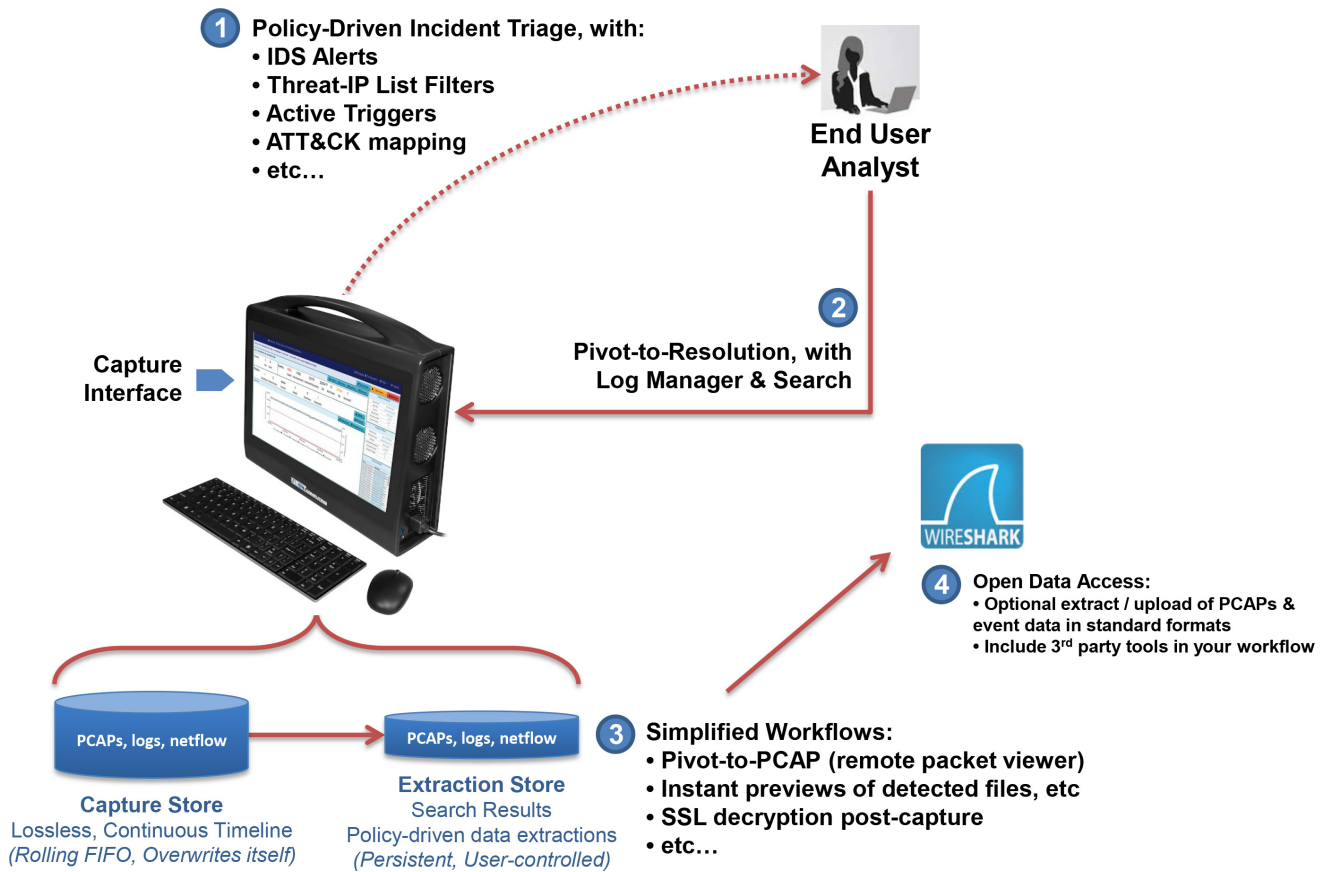 1
Policy-Driven Incident Triage, with:
• IDS Alerts
• Threat-IP List Filters
• Active Triggers
• ATT&CK mapping
• etc…
End User
Analyst
2
Pivot-to-Resolution, with
Log Manager & Search
Capture
Interface
WIRESHARK
4
Open Data Access:
• Optional extract / upload of PCAPs &
event data in standard formats
• Include 3rd party tools in your workflow
PCAPs, logs, netflow
Capture Store
Lossless, Continuous Timeline
(Rolling FIFO, Overwrites itself)
PCAPs, logs, netflow
Extraction Store
Search Results
Policy-driven data extractions
(Persistent, User-controlled)
3
Simplified Workflows:
• Pivot-to-PCAP (remote packet viewer)
• Instant previews of detected files, etc
• SSL decryption post-capture
• etc…